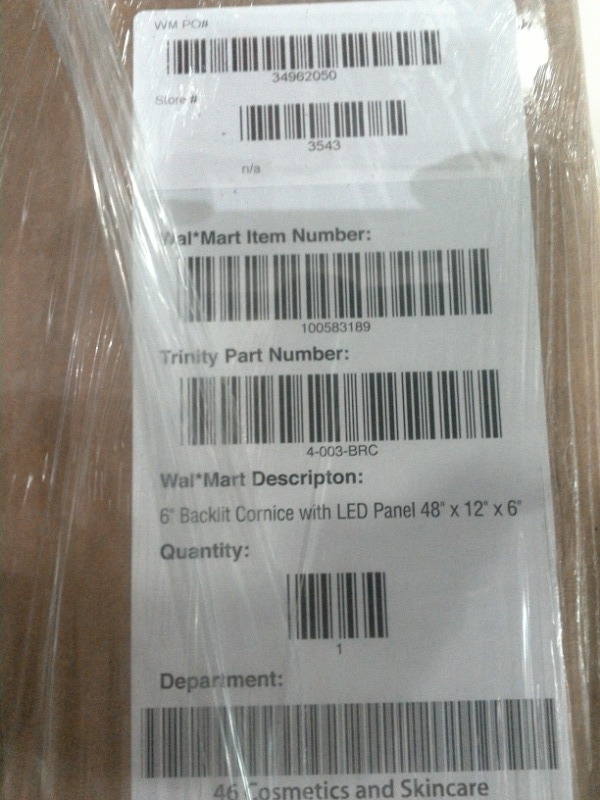 WM PO#
34962050
Store #
3543
n/a
Wal*Mart Item Number:
100583189
Trinity Part Number:
4-003-BRC
Wal*Mart Descripton:
6" Backlit Cornice with LED Panel 48" x 12" x 6"
Quantity:
1
Department:
46 Cosmetics and Skincare